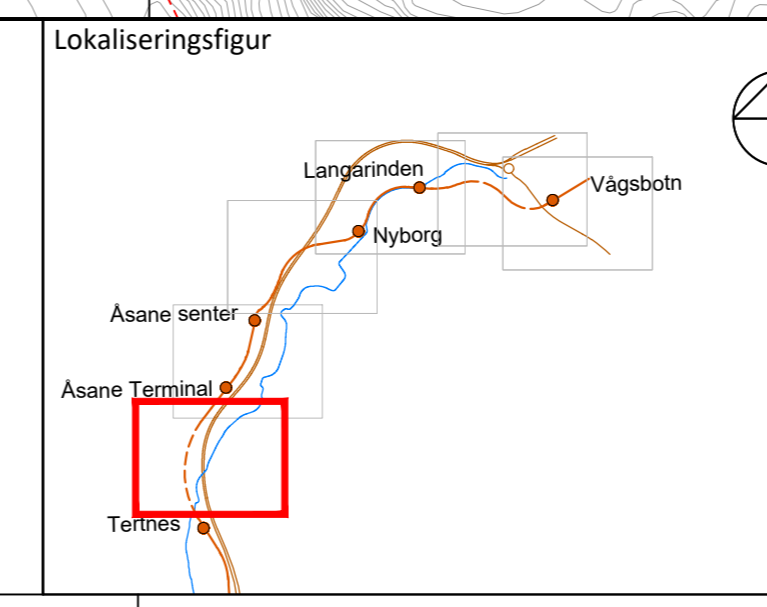 Lokaliseringsfigur
Langarinden
Vågsbotn
Nyborg
Åsane senter
Åsane Terminal
Tertnes